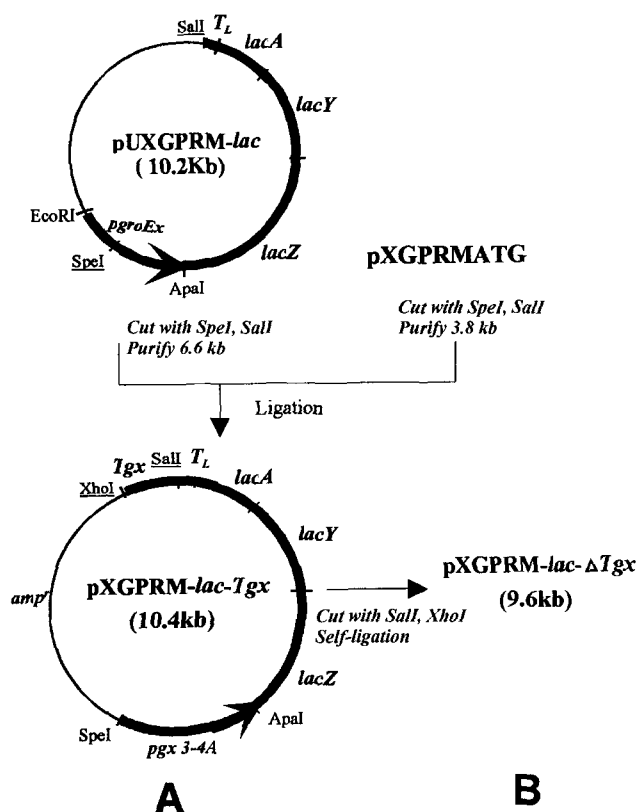 SalI T_L lacA
lacY
pUXGPRM-lac
( 10.2Kb)
EcoRI
pgroEx
SpeI
lacZ
ApaI
pXGPRMATG
Cut with SpeI, SalI
Purify 6.6 kb
Cut with SpeI, SalI
Purify 3.8 kb
Ligation
Tgx SalI T_L
XhoI
lacA
lacY
amp^r
pXGPRM-lac-Tgx
(10.4kb)
Cut with SalI, XhoI
Self-ligation
pXGPRM-lac-ΔTgx
(9.6kb)
lacZ
SpeI
ApaI
pgx 3-4A
A
B